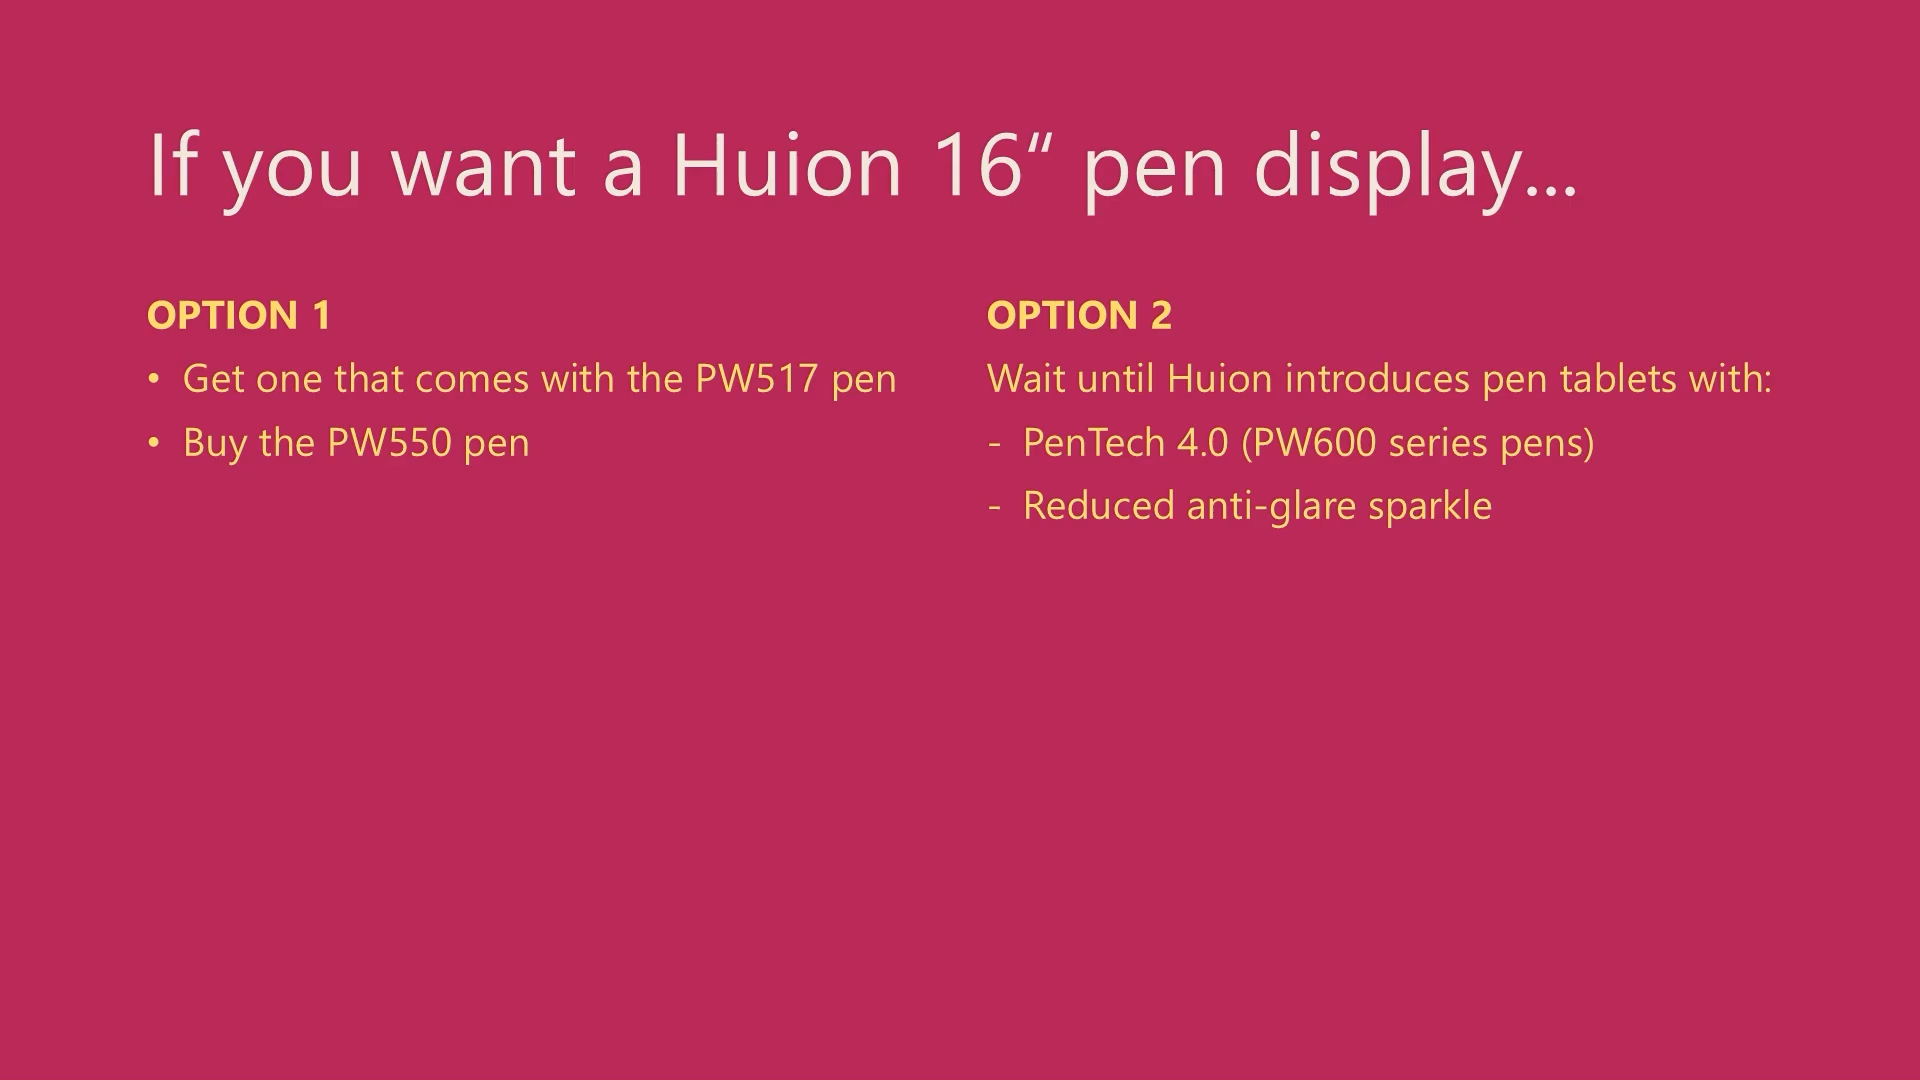 If you want a Huion 16“ pen display...
OPTION 1
• Get one that comes with the PW517 pen
• Buy the PW550 pen
OPTION 2
Wait until Huion introduces pen tablets with:
- PenTech 4.0 (PW600 series pens)
- Reduced anti-glare sparkle